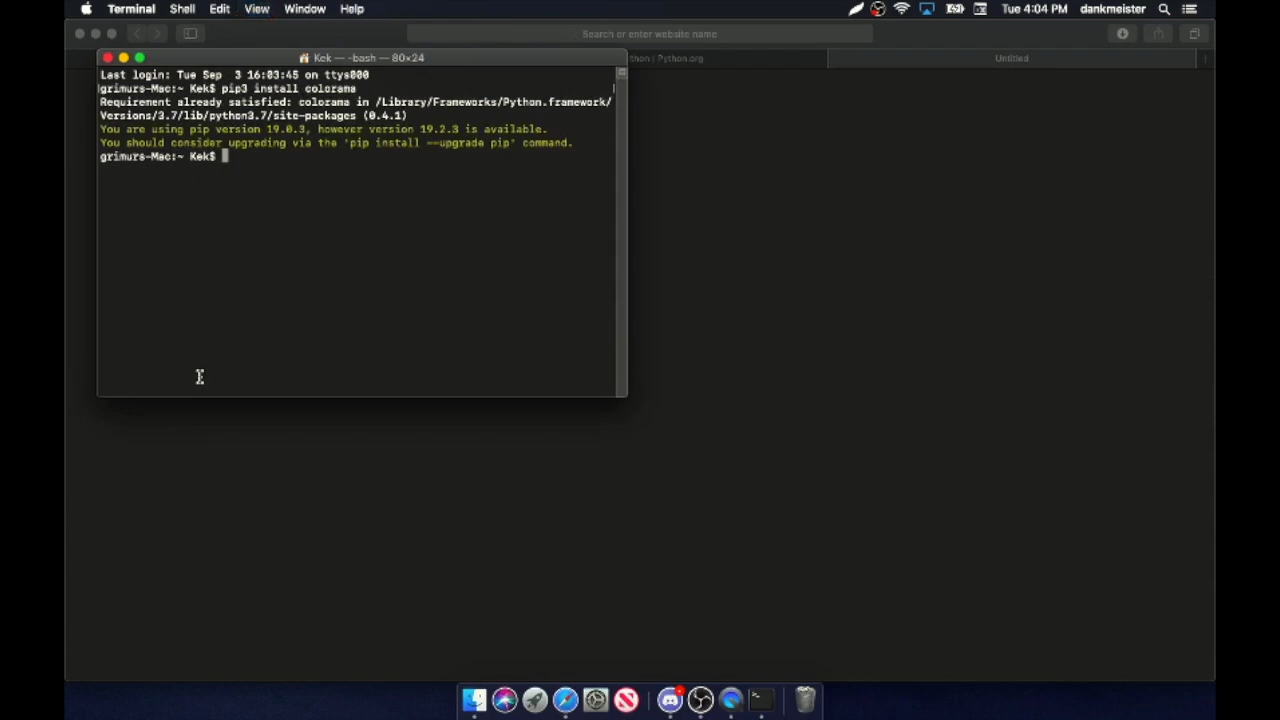 Terminal Shell Edit View Window Help Tue 4:04 PM dankmeister
Search or enter website name
Kek — -bash — 80×24
thon | Python.org Untitled
Last login: Tue Sep  3 16:03:45 on ttys000
grimurs-Mac:~ Kek$ pip3 install colorama
Requirement already satisfied: colorama in /Library/Frameworks/Python.framework/
Versions/3.7/lib/python3.7/site-packages (0.4.1)
You are using pip version 19.0.3, however version 19.2.3 is available.
You should consider upgrading via the 'pip install --upgrade pip' command.
grimurs-Mac:~ Kek$